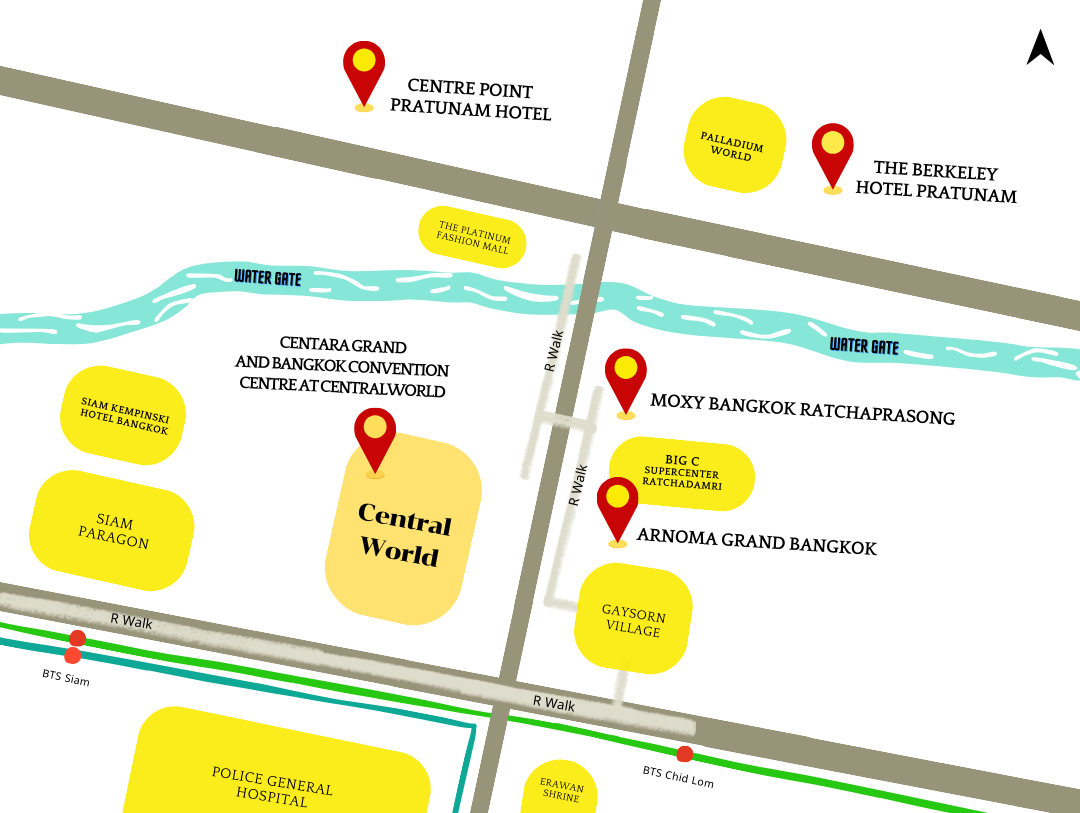 CENTRE POINT
PRATUNAM HOTEL
PALLADIUM
WORLD
THE BERKELEY
HOTEL PRATUNAM
THE PLATINUM
FASHION MALL
WATER GATE
WATER GATE
R Walk
CENTARA GRAND
AND BANGKOK CONVENTION
CENTRE AT CENTRALWORLD
MOXY BANGKOK RATCHAPRASONG
SIAM KEMPINSKI
HOTEL BANGKOK
BIG C
SUPERCENTER
RATCHADAMRI
R Walk
SIAM
PARAGON
Central
World
ARNOMA GRAND BANGKOK
GAYSORN
VILLAGE
R Walk
BTS Siam
R Walk
BTS Chid Lom
POLICE GENERAL
HOSPITAL
ERAWAN
SHRINE